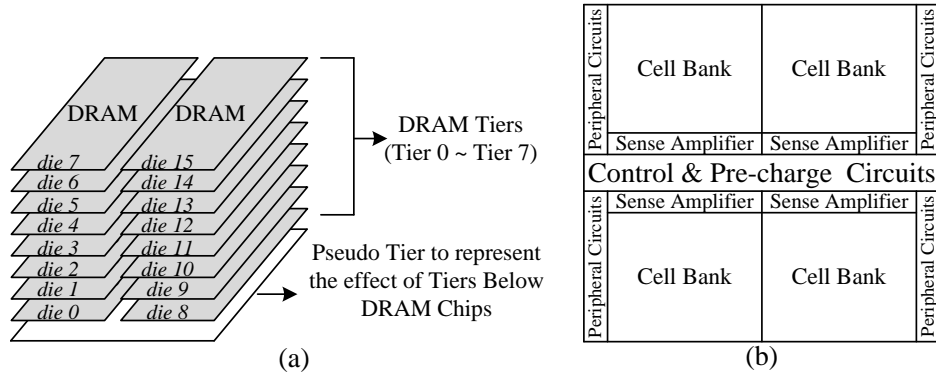 DRAM DRAM
die 7 die 15
die 6 die 14
die 5 die 13
die 4 die 12
die 3 die 11
die 2 die 10
die 1 die 9
die 0 die 8
DRAM Tiers
(Tier 0 ~ Tier 7)
Pseudo Tier to represent
the effect of Tiers Below
DRAM Chips
(a)
Peripheral Circuits
Cell Bank
Cell Bank
Peripheral Circuits
Sense Amplifier
Sense Amplifier
Control & Pre-charge Circuits
Sense Amplifier
Sense Amplifier
Peripheral Circuits
Cell Bank
Cell Bank
Peripheral Circuits
(b)